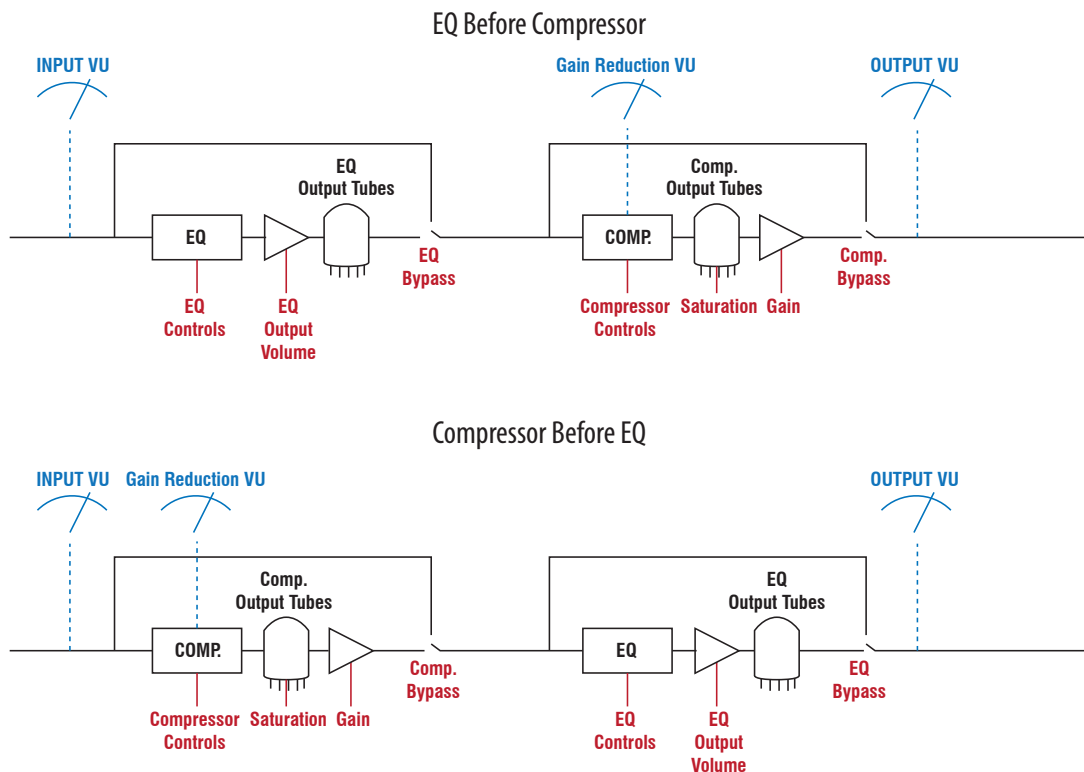 EQ Before Compressor
INPUT VU
Gain Reduction VU
OUTPUT VU
EQ
Output Tubes
Comp.
Output Tubes
EQ
COMP.
EQ
Bypass
Comp.
Bypass
EQ
Controls
EQ
Output
Volume
Compressor
Controls
Saturation
Gain
Compressor Before EQ
INPUT VU
Gain Reduction VU
OUTPUT VU
Comp.
Output Tubes
EQ
Output Tubes
COMP.
EQ
Comp.
Bypass
EQ
Bypass
Compressor
Controls
Saturation
Gain
EQ
Controls
EQ
Output
Volume